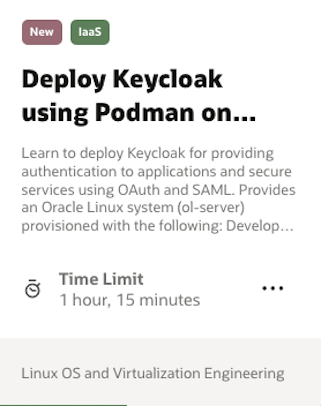 New IaaS
Deploy Keycloak
using Podman on...
Learn to deploy Keycloak for providing
authentication to applications and secure
services using OAuth and SAML. Provides
an Oracle Linux system (ol-server)
provisioned with the following: Develop...
Time Limit
1 hour, 15 minutes
Linux OS and Virtualization Engineering